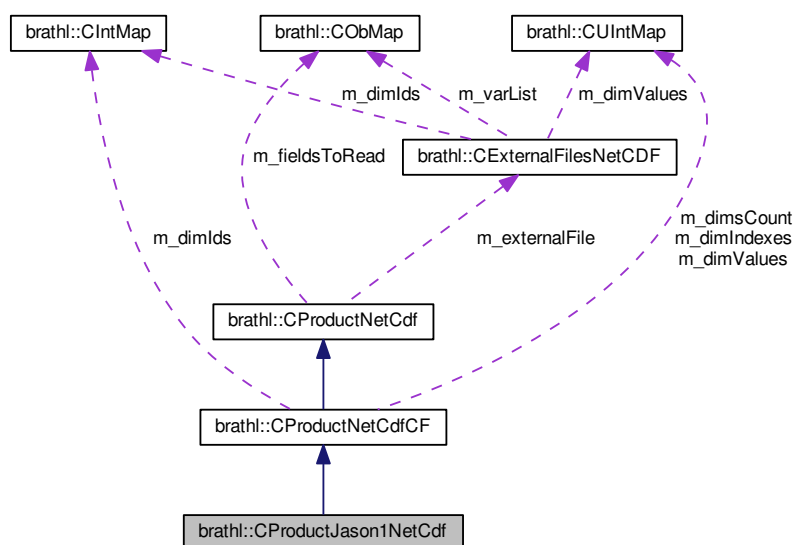 brathl::CIntMap
brathl::CObMap
brathl::CUIntMap
m_dimIds
m_varList
m_dimValues
m_fieldsToRead
brathl::CExternalFilesNetCDF
m_dimIds
m_externalFile
m_dimsCount
m_dimIndexes
m_dimValues
brathl::CProductNetCdf
brathl::CProductNetCdfCF
brathl::CProductJason1NetCdf